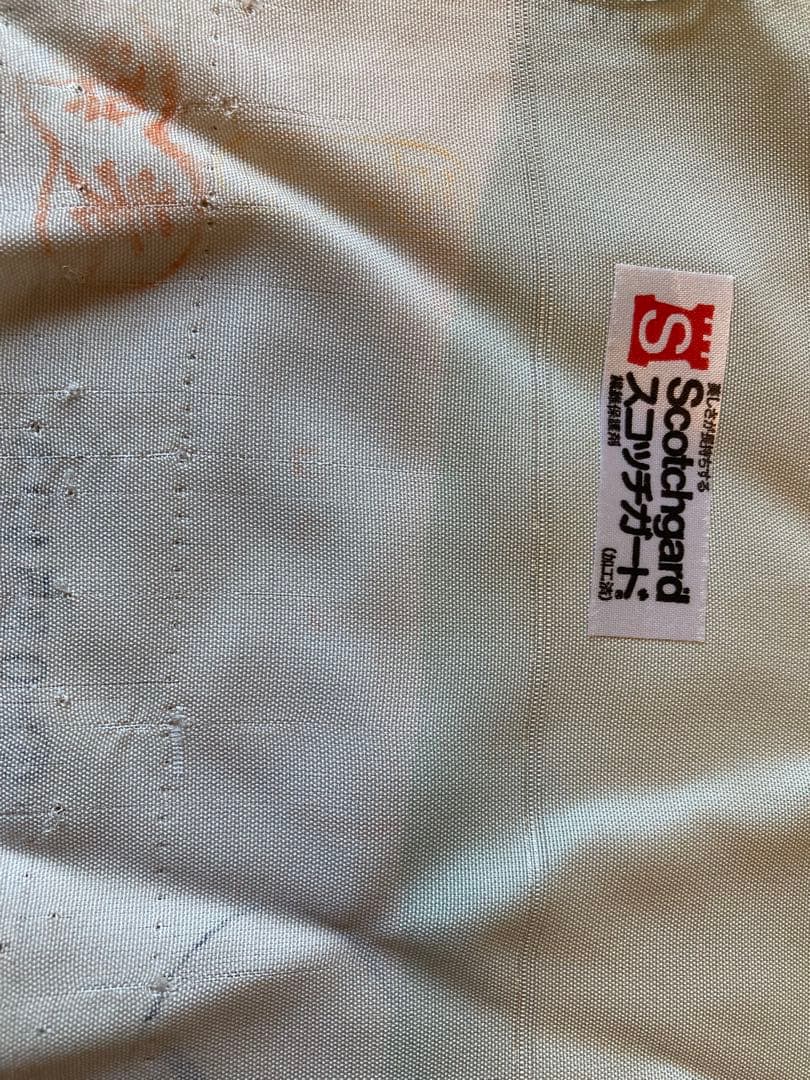 S
美しさが長持ちする
Scotchgard
スコッチガード®
繊維保護剤
(加工済)